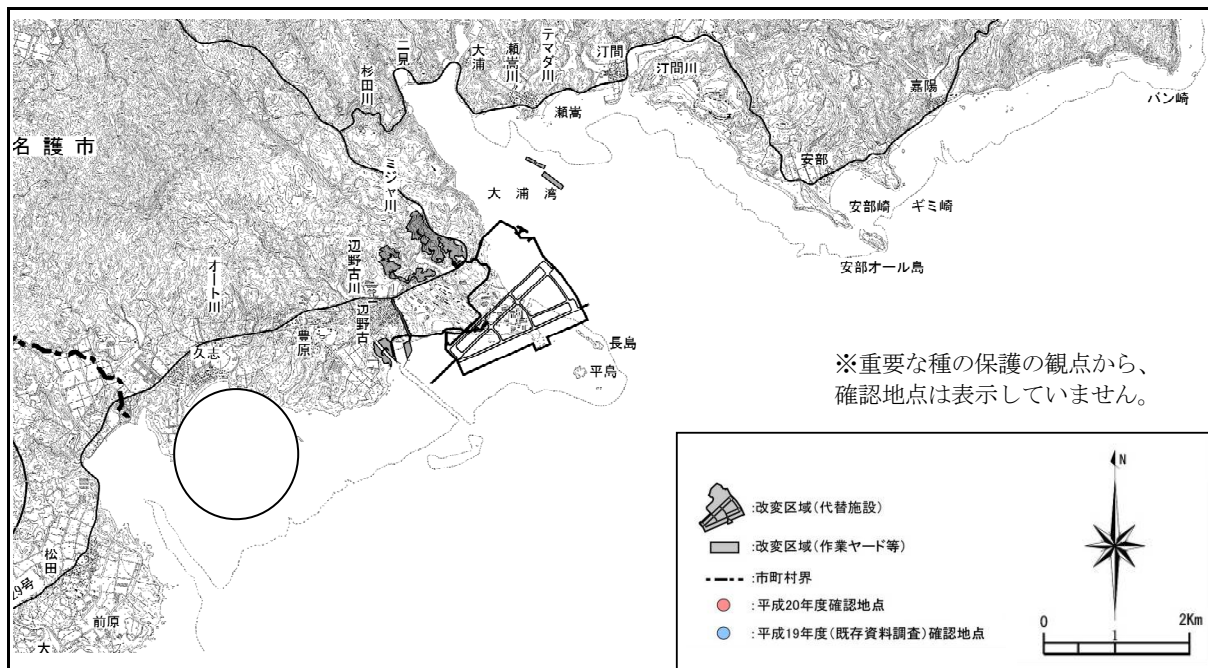 名護市
杉田川
二見
大浦
瀬嵩川
テマダ川
汀間
汀間川
瀬嵩
嘉陽
バン崎
安部
安部崎
ギミ崎
安部オール島
大浦湾
ミジャ川
辺野古川
オート川
辺野古
豊原
久志
長島
平島
松田
29号
前原
大
※重要な種の保護の観点から、
確認地点は表示していません。
:改変区域(代替施設)
:改変区域(作業ヤード等)
:市町村界
:平成20年度確認地点
:平成19年度(既存資料調査)確認地点
N
0 1 2Km